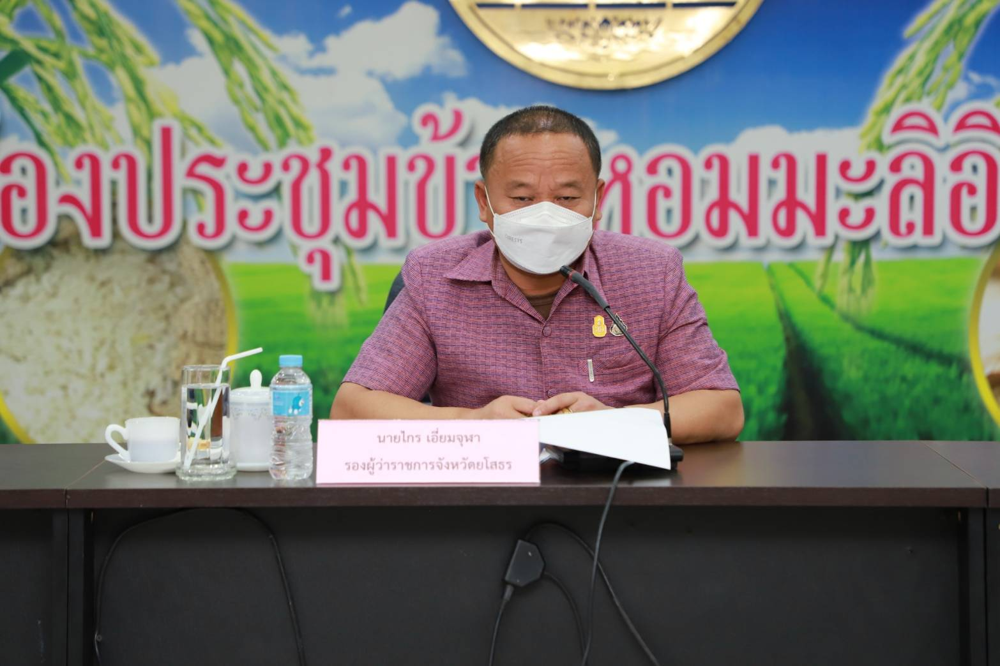 องประชุมข้าวหอมมะลิอิ
นายไกร เอี่ยมจุฬา
รองผู้ว่าราชการจังหวัดยโสธร